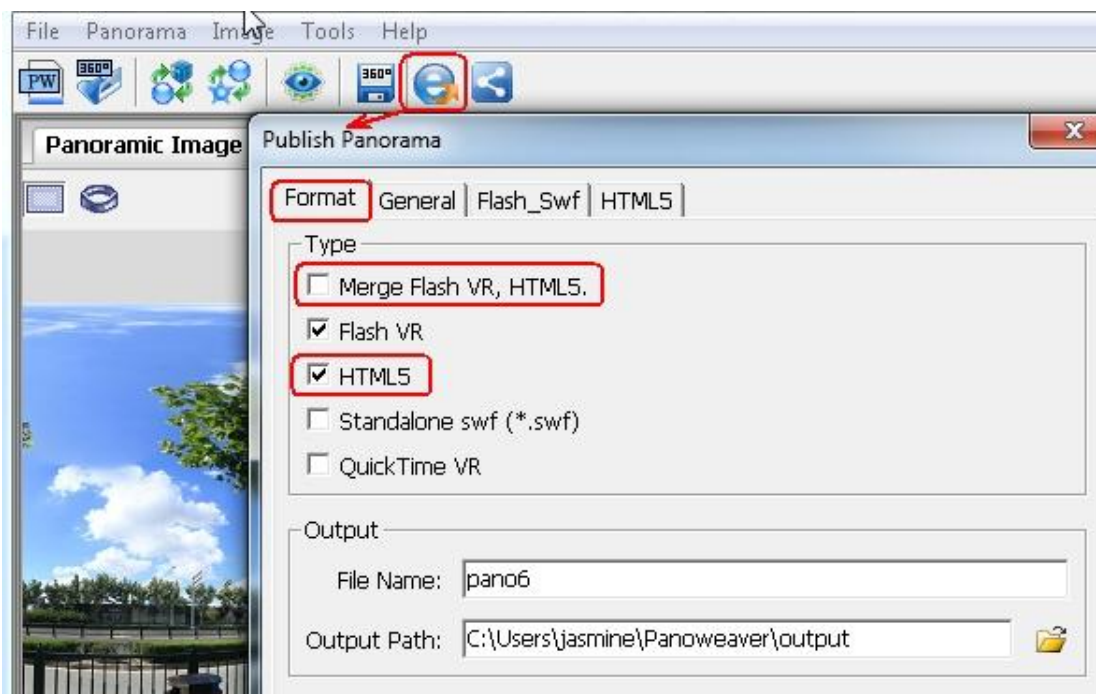 File Panorama Image Tools Help
PW 360° 360°
Panoramic Image
Publish Panorama
X
Format General Flash_Swf HTML5
Type
Merge Flash VR, HTML5.
Flash VR
HTML5
Standalone swf (*.swf)
QuickTime VR
Output
File Name: pano6
Output Path: C:\Users\jasmine\Panoweaver\output